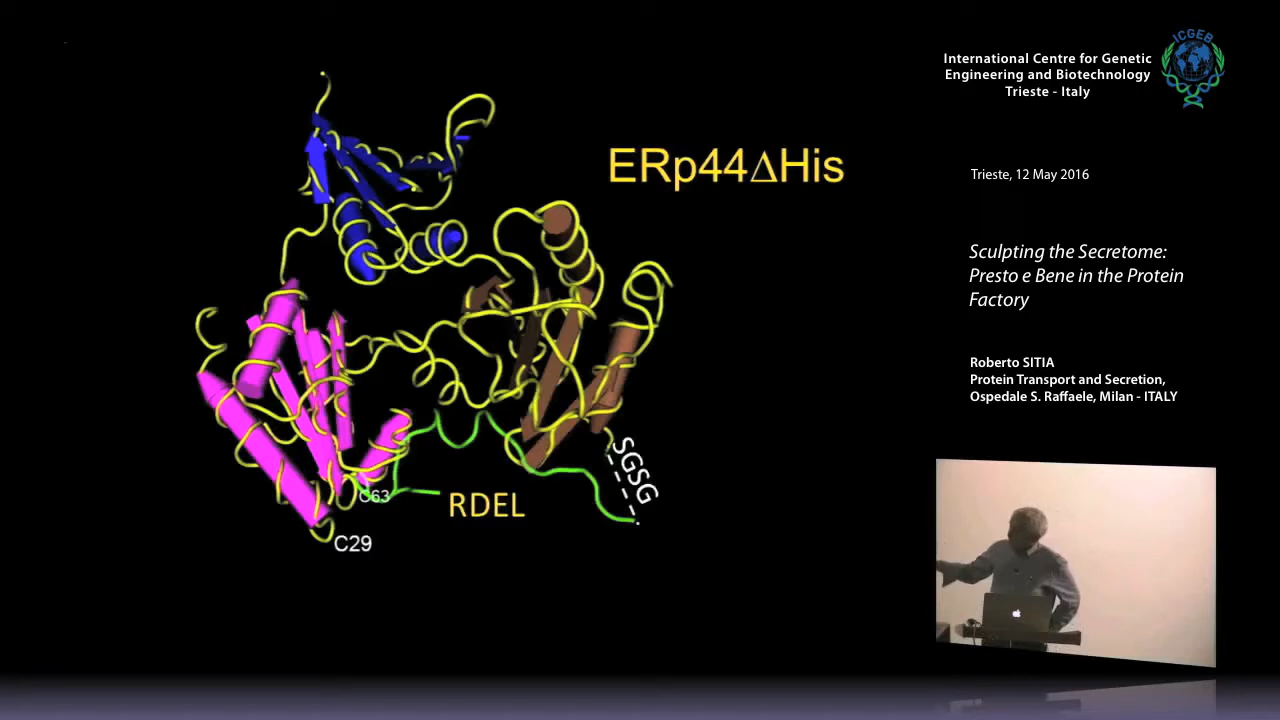 ICGEB
International Centre for Genetic
Engineering and Biotechnology
Trieste - Italy
ERp44ΔHis
Trieste, 12 May 2016
Sculpting the Secretome:
Presto e Bene in the Protein
Factory
Roberto SITIA
Protein Transport and Secretion,
Ospedale S. Raffaele, Milan - ITALY
SGSG
C63
RDEL
C29